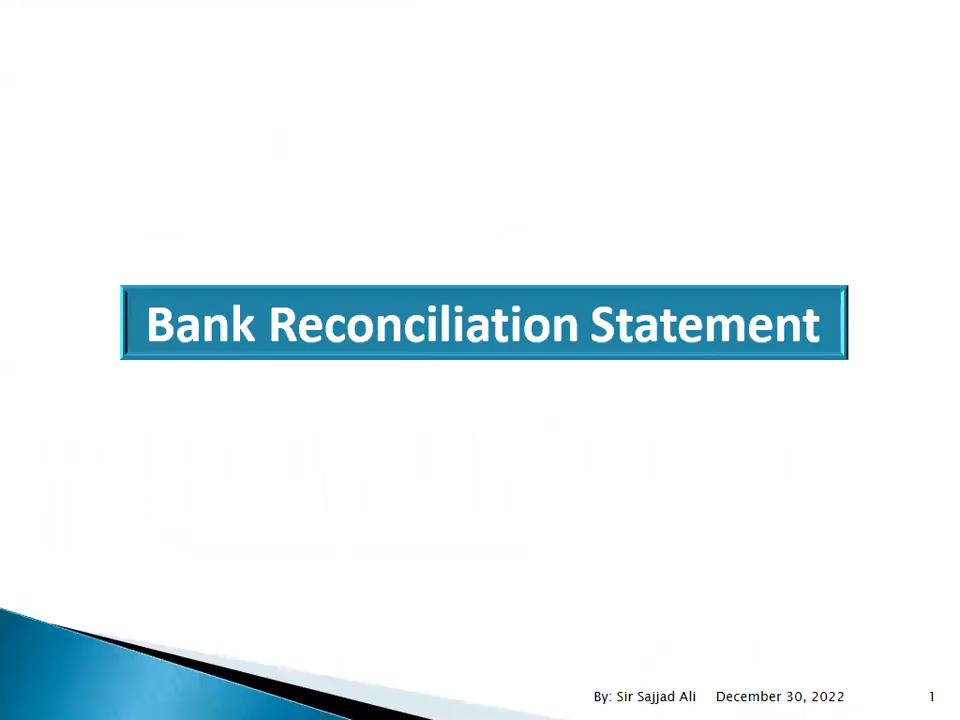 Bank Reconciliation Statement
By: Sir Sajjad Ali December 30, 2022 1